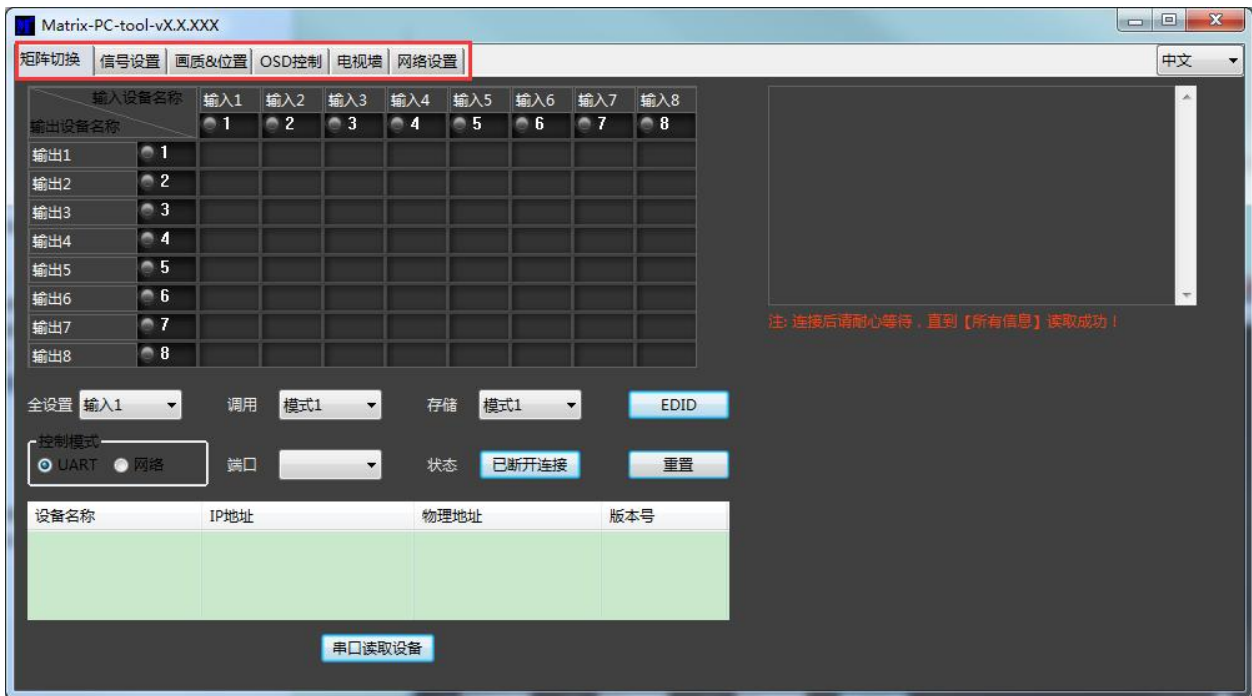 Matrix-PC-tool-vX.X.XXX
矩阵切换 信号设置 画质&位置 OSD控制 电视墙 网络设置 中文
输入设备名称 输入1 输入2 输入3 输入4 输入5 输入6 输入7 输入8
输出设备名称 1 2 3 4 5 6 7 8
输出1 1
输出2 2
输出3 3
输出4 4
输出5 5
输出6 6
输出7 7
输出8 8
注: 连接后请耐心等待，直到【所有信息】读取成功！
全设置 输入1 调用 模式1 存储 模式1 EDID
控制模式
UART 网络 端口 状态 已断开连接 重置
设备名称 IP地址 物理地址 版本号
串口读取设备